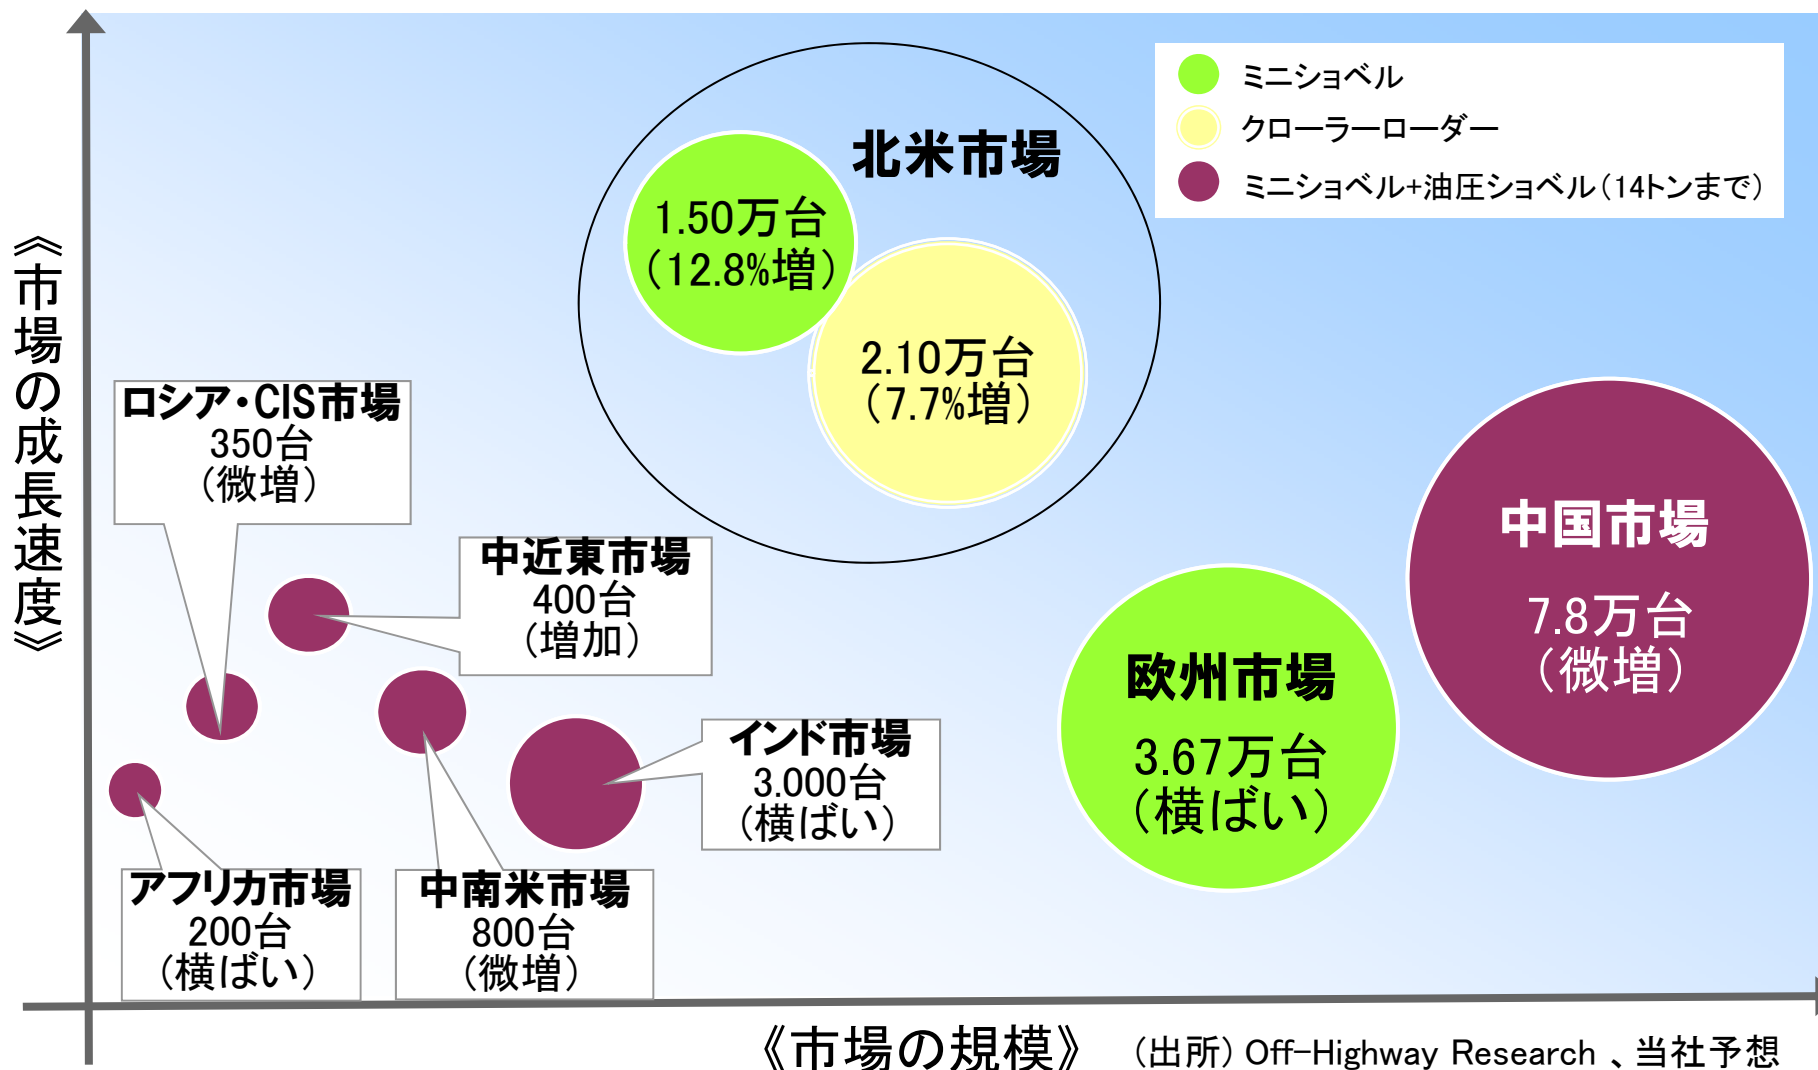 ミニショベル
クローラーローダー
ミニショベル+油圧ショベル(14トンまで)
北米市場
1.50万台
(12.8%増)
2.10万台
(7.7%増)
《市場の成長速度》
ロシア・CIS市場
350台
(微増)
中近東市場
400台
(増加)
中国市場
7.8万台
(微増)
欧州市場
3.67万台
(横ばい)
インド市場
3.000台
(横ばい)
アフリカ市場
200台
(横ばい)
中南米市場
800台
(微増)
《市場の規模》
(出所) Off-Highway Research 、当社予想